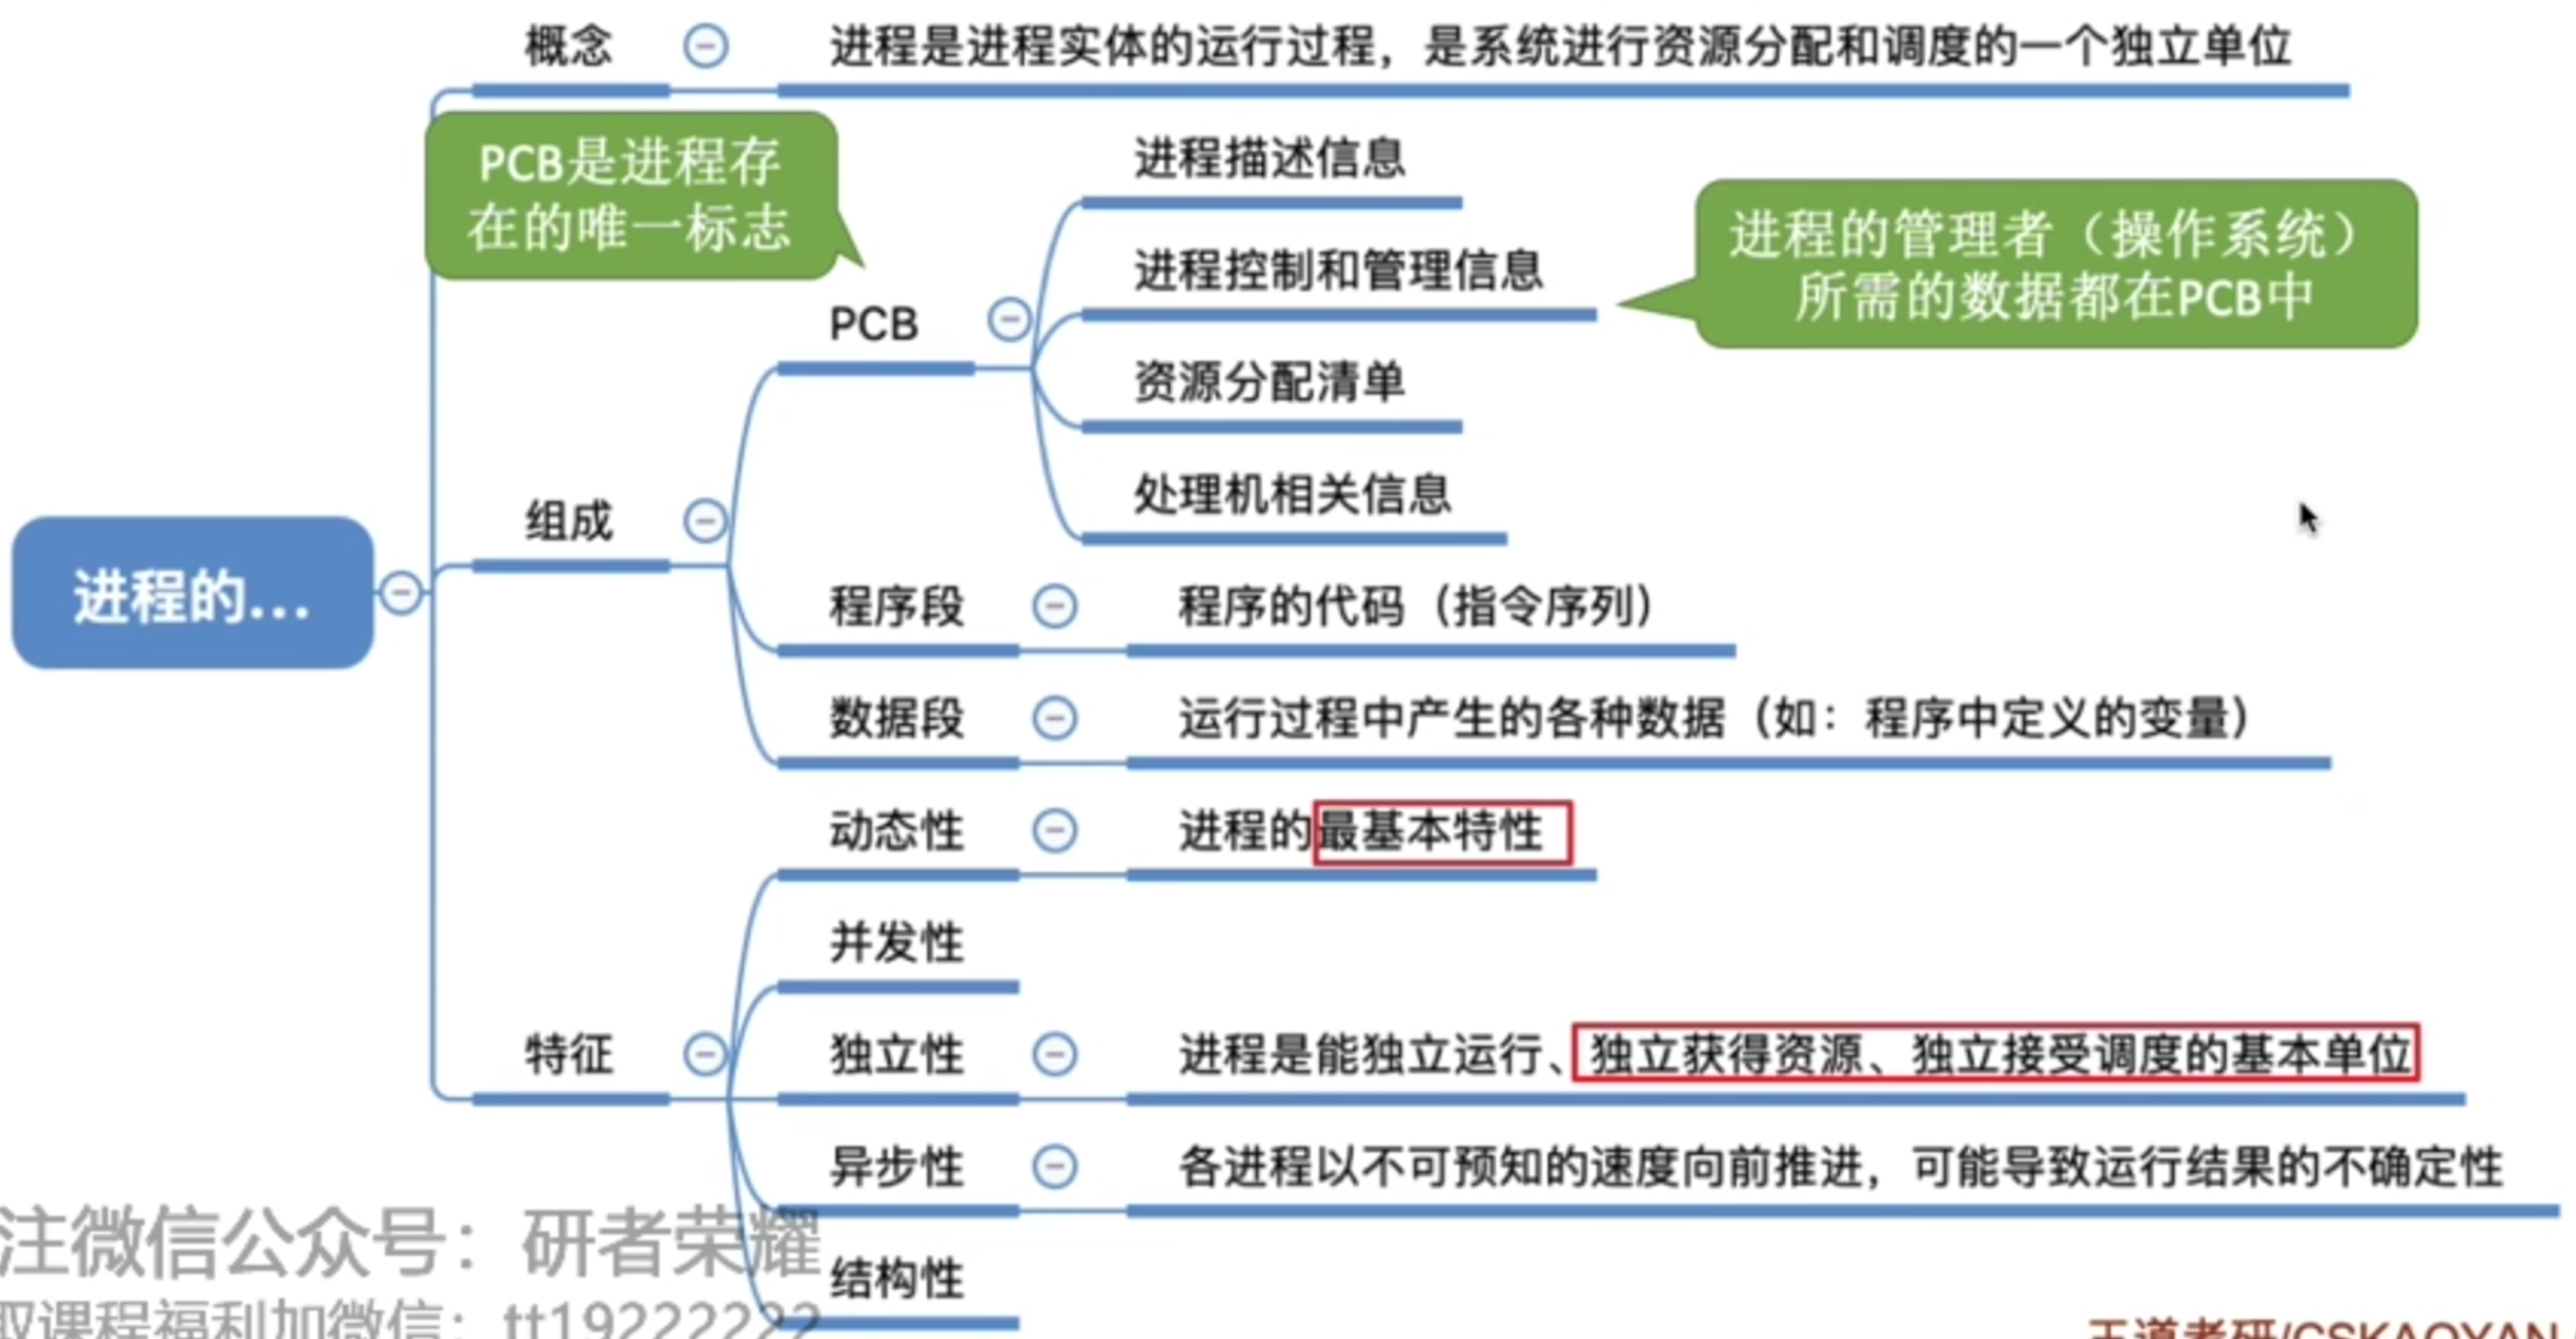 概念
进程是进程实体的运行过程，是系统进行资源分配和调度的一个独立单位
PCB是进程存
在的唯一标志
进程描述信息
进程的管理者（操作系统）
所需的数据都在PCB中
进程控制和管理信息
PCB
资源分配清单
处理机相关信息
组成
进程的...
程序段
程序的代码（指令序列）
数据段
运行过程中产生的各种数据（如：程序中定义的变量）
动态性
进程的最基本特性
并发性
特征
独立性
进程是能独立运行、独立获得资源、独立接受调度的基本单位
异步性
各进程以不可预知的速度向前推进，可能导致运行结果的不确定性
结构性
注微信公众号：研者荣耀
取课程福利加微信：tt19222222
王道考研/CSKAOYAN